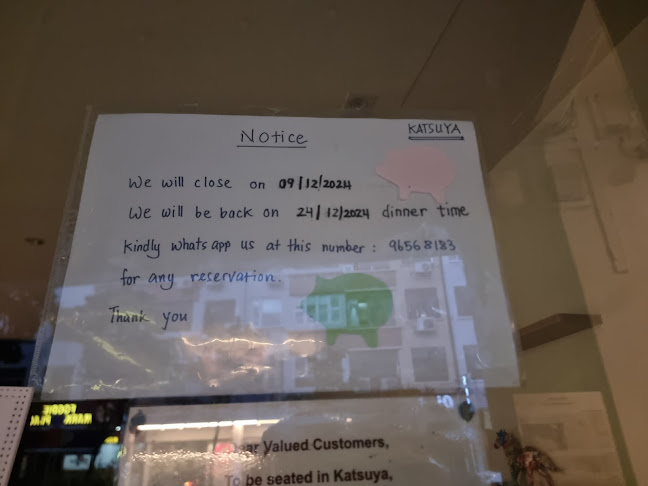 KATSUYA
Notice
We will close on 09/12/2024
We will be back on 24/12/2024 dinner time
Kindly whatsapp us at this number : 96568183
for any reservation.
Thank you
Valued Customers,
To be seated in Katsuya,